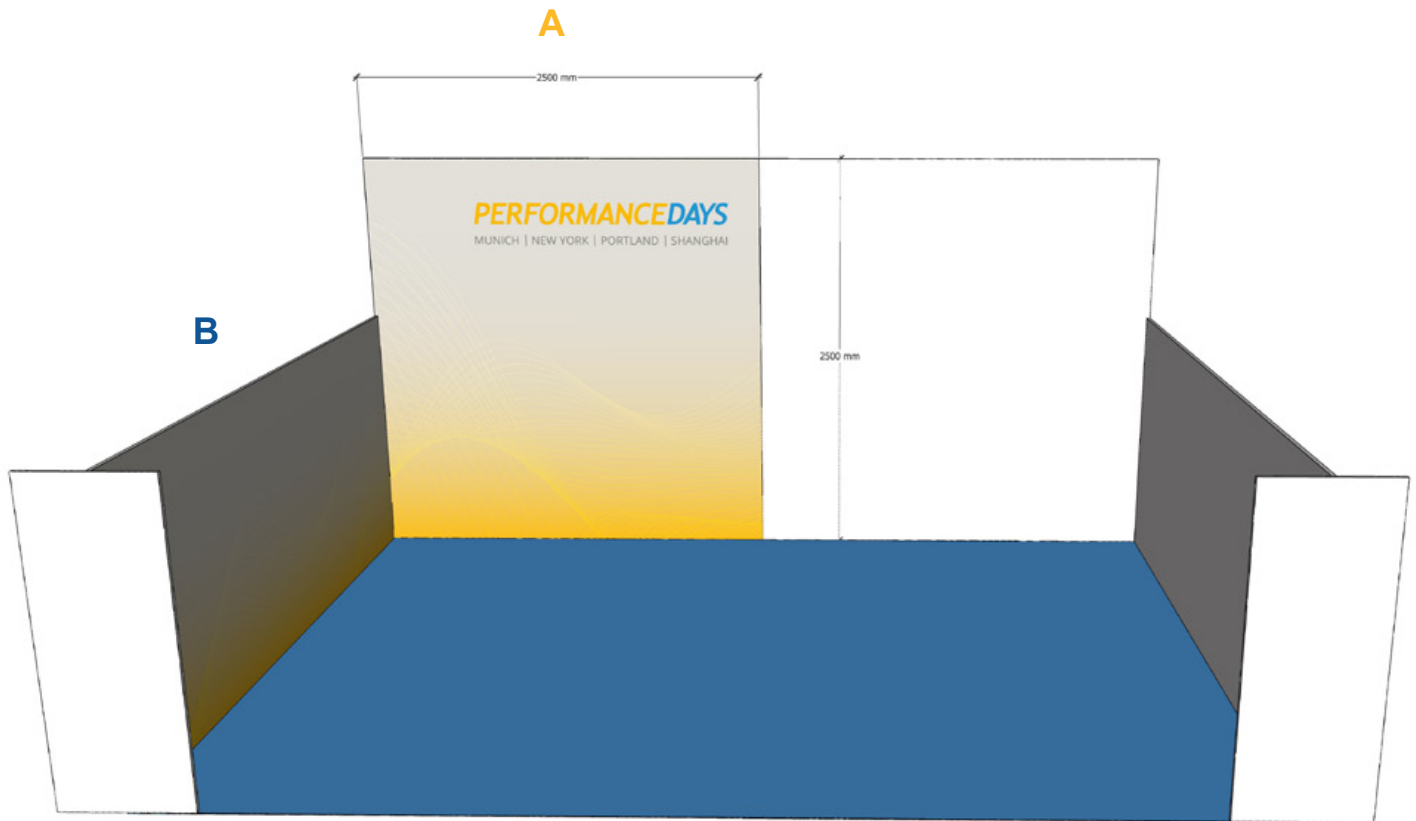 A
2500 mm
PERFORMANCEDAYS
MUNICH | NEW YORK | PORTLAND | SHANGHAI
B
2500 mm